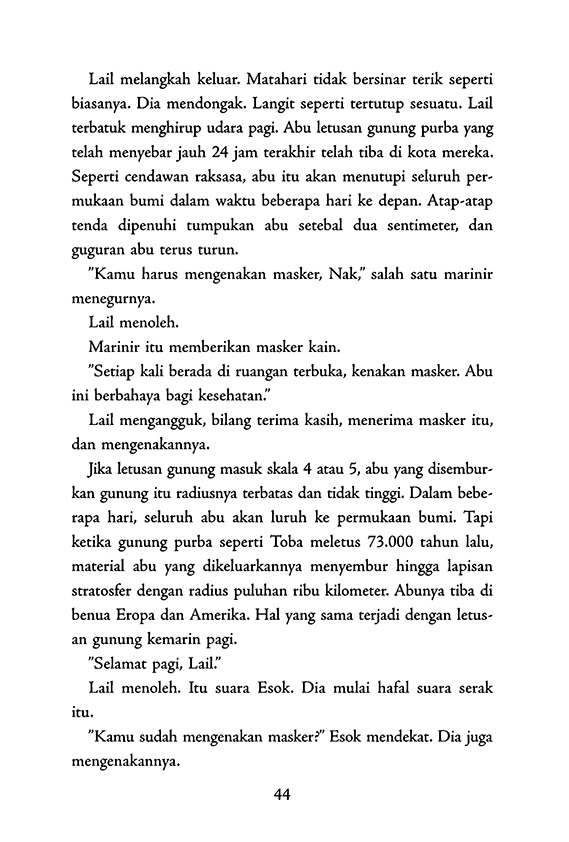 Lail melangkah keluar. Matahari tidak bersinar terik seperti
biasanya. Dia mendongak. Langit seperti tertutup sesuatu. Lail
terbatuk menghirup udara pagi. Abu letusan gunung purba yang
telah menyebar jauh 24 jam terakhir telah tiba di kota mereka.
Seperti cendawan raksasa, abu itu akan menutupi seluruh per-
mukaan bumi dalam waktu beberapa hari ke depan. Atap-atap
tenda dipenuhi tumpukan abu setebal dua sentimeter, dan
guguran abu terus turun.
”Kamu harus mengenakan masker, Nak,” salah satu marinir
menegurnya.
Lail menoleh.
Marinir itu memberikan masker kain.
”Setiap kali berada di ruangan terbuka, kenakan masker. Abu
ini berbahaya bagi kesehatan.”
Lail mengangguk, bilang terima kasih, menerima masker itu,
dan mengenakannya.
Jika letusan gunung masuk skala 4 atau 5, abu yang disembur-
kan gunung itu radiusnya terbatas dan tidak tinggi. Dalam bebe-
rapa hari, seluruh abu akan luruh ke permukaan bumi. Tapi
ketika gunung purba seperti Toba meletus 73.000 tahun lalu,
material abu yang dikeluarkannya menyembur hingga lapisan
stratosfer dengan radius puluhan ribu kilometer. Abunya tiba di
benua Eropa dan Amerika. Hal yang sama terjadi dengan letus-
an gunung kemarin pagi.
”Selamat pagi, Lail.”
Lail menoleh. Itu suara Esok. Dia mulai hafal suara serak
itu.
”Kamu sudah mengenakan masker?” Esok mendekat. Dia juga
mengenakannya.
44